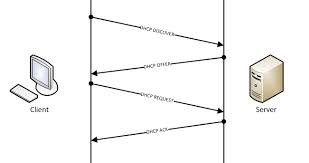 DHCP DISCOVER
DHCP OFFER
Client
Server
DHCP REQUEST
DHCP ACK